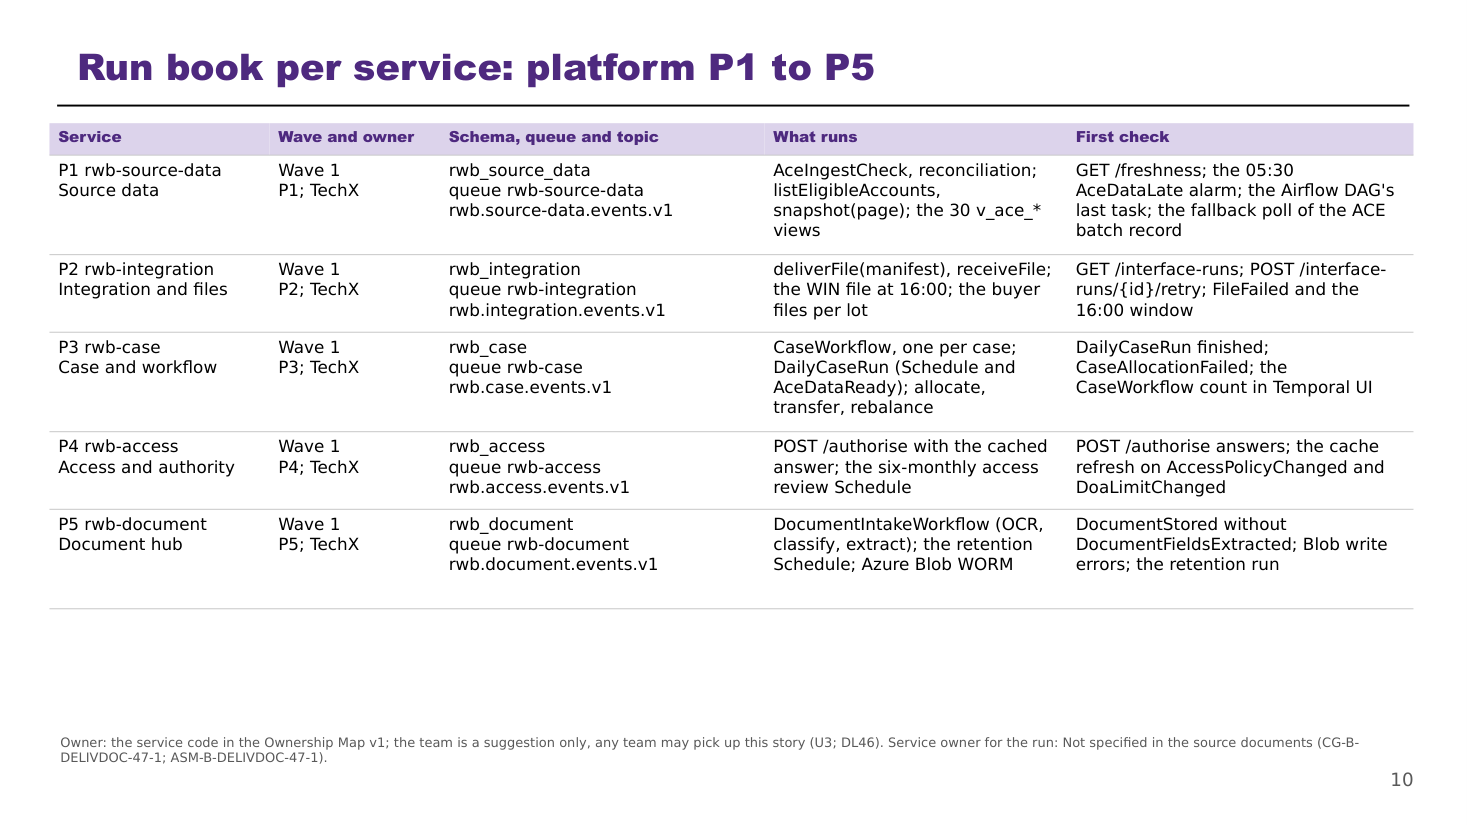 Run book per service: platform P1 to P5
Service
Wave and owner
Schema, queue and topic
What runs
First check
P1 rwb-source-data
Source data
Wave 1
P1; TechX
rwb_source_data
queue rwb-source-data
rwb.source-data.events.v1
AceIngestCheck, reconciliation;
listEligibleAccounts,
snapshot(page); the 30 v_ace_*
views
GET /freshness; the 05:30
AceDataLate alarm; the Airflow DAG's
last task; the fallback poll of the ACE
batch record
P2 rwb-integration
Integration and files
Wave 1
P2; TechX
rwb_integration
queue rwb-integration
rwb.integration.events.v1
deliverFile(manifest), receiveFile;
the WIN file at 16:00; the buyer
files per lot
GET /interface-runs; POST /interface-
runs/{id}/retry; FileFailed and the
16:00 window
P3 rwb-case
Case and workflow
Wave 1
P3; TechX
rwb_case
queue rwb-case
rwb.case.events.v1
CaseWorkflow, one per case;
DailyCaseRun (Schedule and
AceDataReady); allocate,
transfer, rebalance
DailyCaseRun finished;
CaseAllocationFailed; the
CaseWorkflow count in Temporal UI
P4 rwb-access
Access and authority
Wave 1
P4; TechX
rwb_access
queue rwb-access
rwb.access.events.v1
POST /authorise with the cached
answer; the six-monthly access
review Schedule
POST /authorise answers; the cache
refresh on AccessPolicyChanged and
DoaLimitChanged
P5 rwb-document
Document hub
Wave 1
P5; TechX
rwb_document
queue rwb-document
rwb.document.events.v1
DocumentIntakeWorkflow (OCR,
classify, extract); the retention
Schedule; Azure Blob WORM
DocumentStored without
DocumentFieldsExtracted; Blob write
errors; the retention run
Owner: the service code in the Ownership Map v1; the team is a suggestion only, any team may pick up this story (U3; DL46). Service owner for the run: Not specified in the source documents (CG-B-
DELIVDOC-47-1; ASM-B-DELIVDOC-47-1).
10